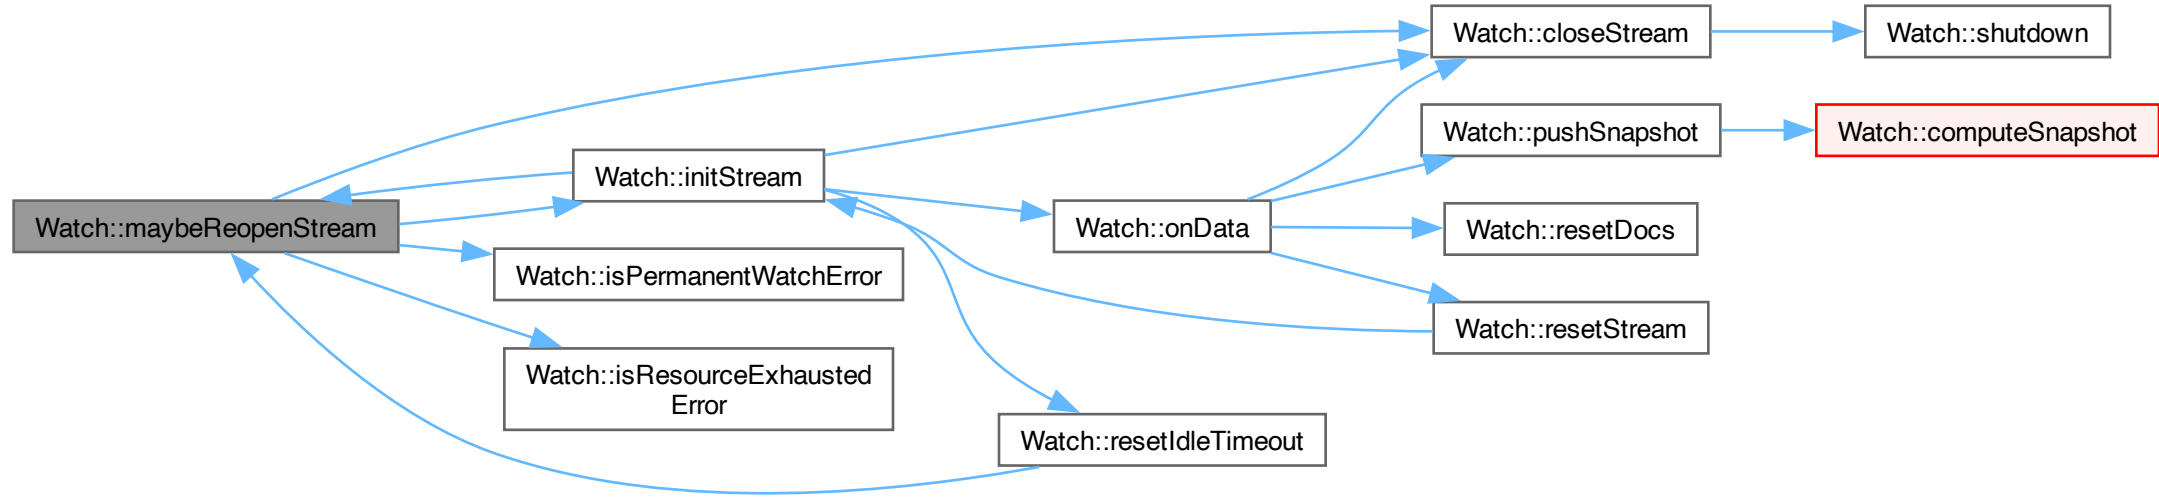 Watch::maybeReopenStream
Watch::initStream
Watch::isPermanentWatchError
Watch::isResourceExhausted
Error
Watch::onData
Watch::resetIdleTimeout
Watch::closeStream
Watch::pushSnapshot
Watch::resetDocs
Watch::resetStream
Watch::shutdown
Watch::computeSnapshot